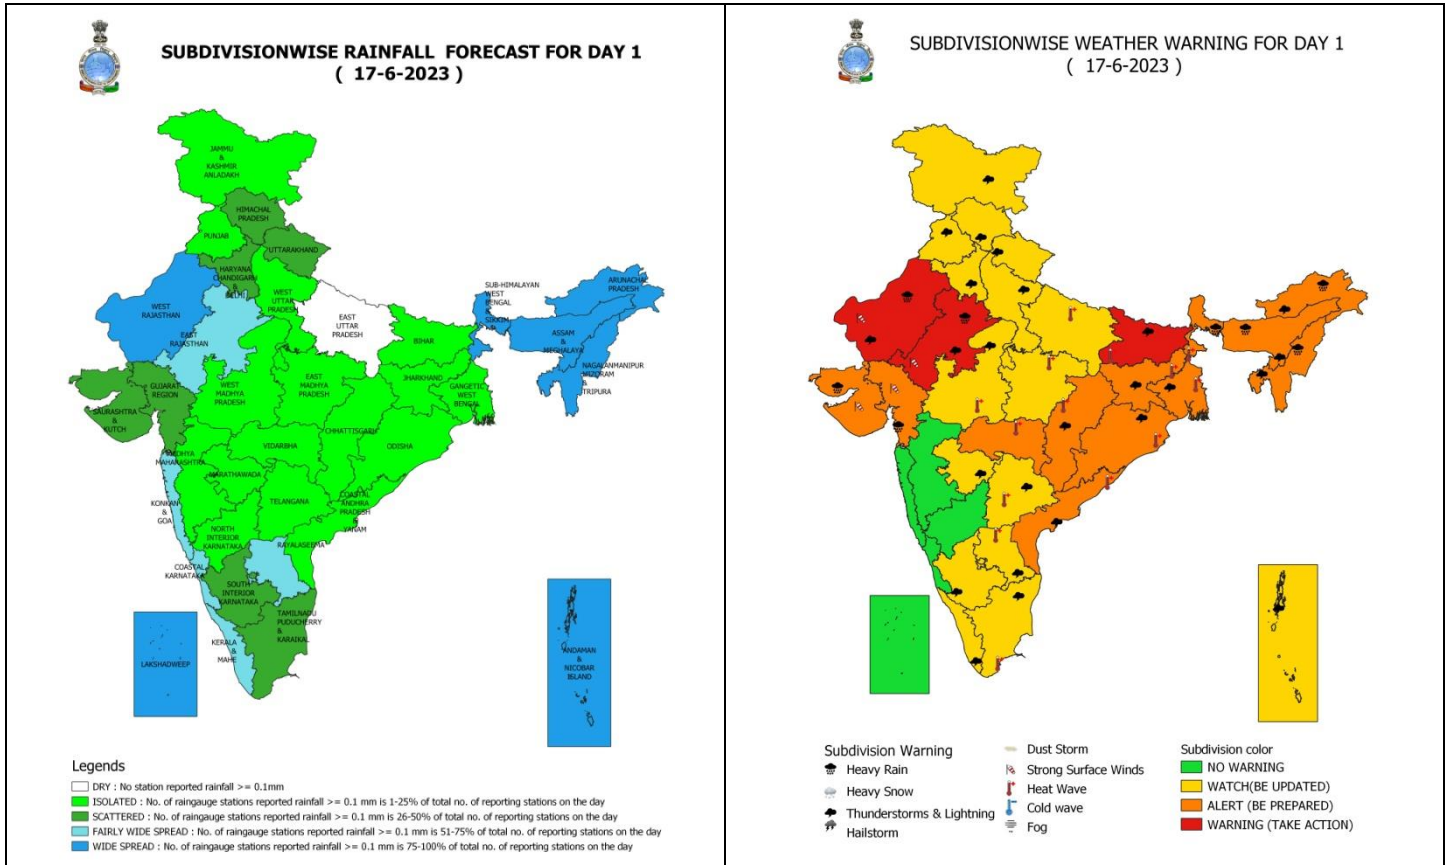 SUBDIVISIONWISE RAINFALL FORECAST FOR DAY 1
( 17-6-2023 )
JAMMU
&
KASHMIR
ANLADAKH
HIMACHAL
PRADESH
PUNJAB
UTTARAKHAND
HARYANA
CHANDIGARH
&
DELHI
WEST
UTTAR
PRADESH
WEST
RAJASTHAN
EAST
RAJASTHAN
EAST
UTTAR
PRADESH
SUB-HIMALAYAN
WEST
BENGAL
&
SIKKIM
ARUNACHAL
PRADESH
ASSAM
&
MEGHALAYA
NAGALANMANIPUR
MIZORAM
&
TRIPURA
BIHAR
JHARKHAND
GANGETIC
WEST
BENGAL
GUJARAT
REGION
SAURASHTRA
&
KUTCH
WEST
MADHYA
PRADESH
EAST
MADHYA
PRADESH
CHHATTISGARH
ODISHA
VIDARBHA
MADHYA
MAHARASHTRA
MARATHAWADA
KONKAN
&
GOA
TELANGANA
COASTAL
ANDHRA
PRADESH
&
YANAM
NORTH
INTERIOR
KARNATAKA
RAYALASEEMA
COASTAL
KARNATAKA
SOUTH
INTERIOR
KARNATAKA
TAMILNADU
PUDUCHERRY
&
KARAIKAL
KERALA
&
MAHE
LAKSHADWEEP
ANDAMAN
&
NICOBAR
ISLAND
Legends
DRY : No station reported rainfall >= 0.1mm
ISOLATED : No. of raingauge stations reported rainfall >= 0.1 mm is 1-25% of total no. of reporting stations on the day
SCATTERED : No. of raingauge stations reported rainfall >= 0.1 mm is 26-50% of total no. of reporting stations on the day
FAIRLY WIDE SPREAD : No. of raingauge stations reported rainfall >= 0.1 mm is 51-75% of total no. of reporting stations on the day
WIDE SPREAD : No. of raingauge stations reported rainfall >= 0.1 mm is 75-100% of total no. of reporting stations on the day
SUBDIVISIONWISE WEATHER WARNING FOR DAY 1
( 17-6-2023 )
Subdivision Warning
Heavy Rain
Heavy Snow
Thunderstorms & Lightning
Hailstorm
Dust Storm
Strong Surface Winds
Heat Wave
Cold wave
Fog
Subdivision color
NO WARNING
WATCH(BE UPDATED)
ALERT (BE PREPARED)
WARNING (TAKE ACTION)